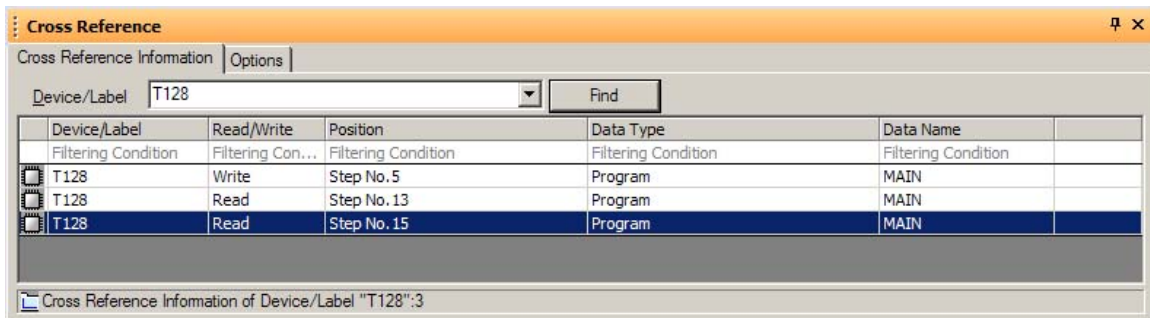 Cross Reference
Cross Reference Information Options
Device/Label T128 Find
Device/Label Read/Write Position Data Type Data Name
Filtering Condition Filtering Con... Filtering Condition Filtering Condition Filtering Condition
T128 Write Step No.5 Program MAIN
T128 Read Step No.13 Program MAIN
T128 Read Step No.15 Program MAIN
Cross Reference Information of Device/Label "T128":3